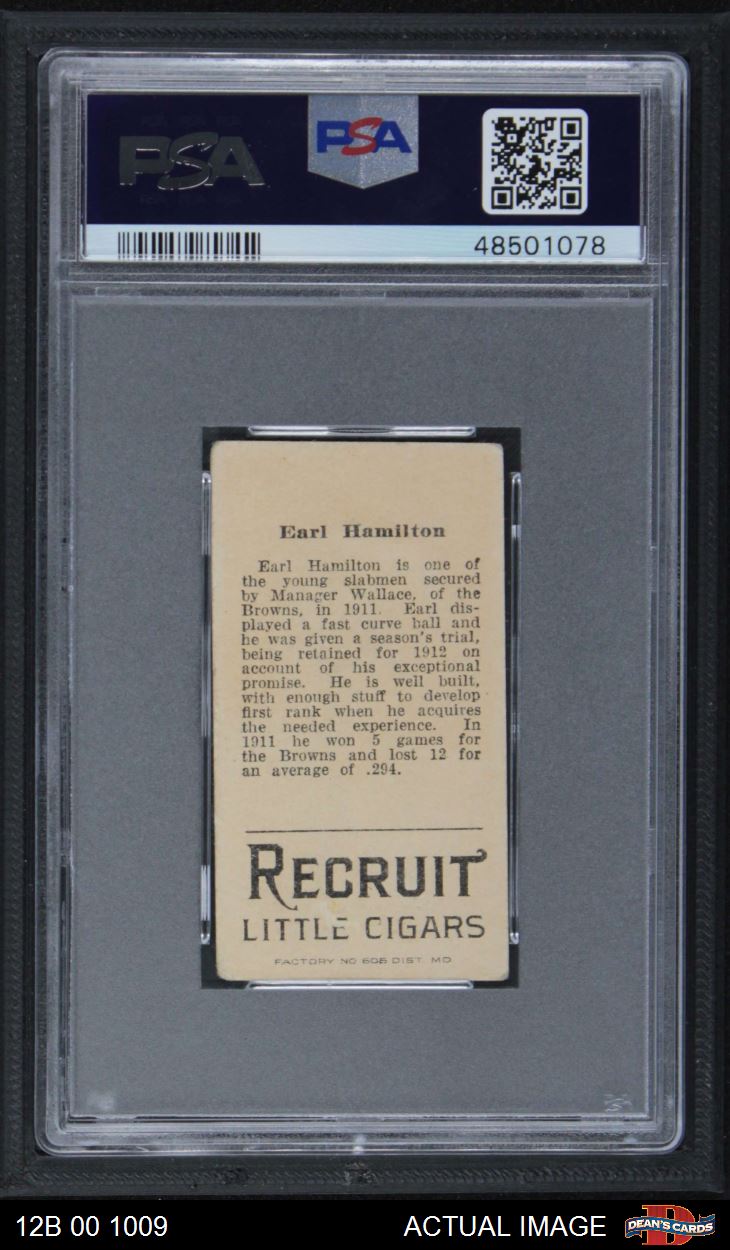 PSA
PSA
48501078
Earl Hamilton
Earl Hamilton is one of
the young slabmen secured
by Manager Wallace, of the
Browns, in 1911. Earl dis-
played a fast curve ball and
he was given a season's trial,
being retained for 1912 on
account of his exceptional
promise. He is well built,
with enough stuff to develop
first rank when he acquires
the needed experience. In
1911 he won 5 games for
the Browns and lost 12 for
an average of .294.
RECRUIT
LITTLE CIGARS
FACTORY NO 606 DIST. MD
12B 00 1009
ACTUAL IMAGE
D
DEAN'S CARDS